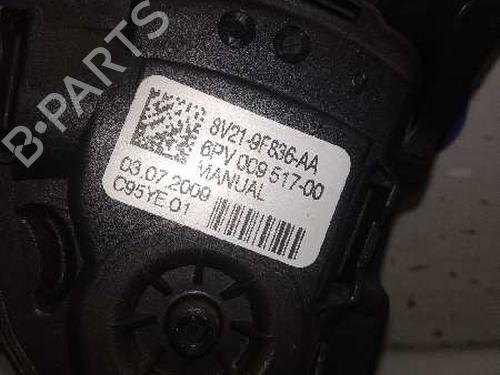 8V21-9F836-AA
6PV 009 517-00
MANUAL
03.07.2009
C95YE 01
B-PARTS